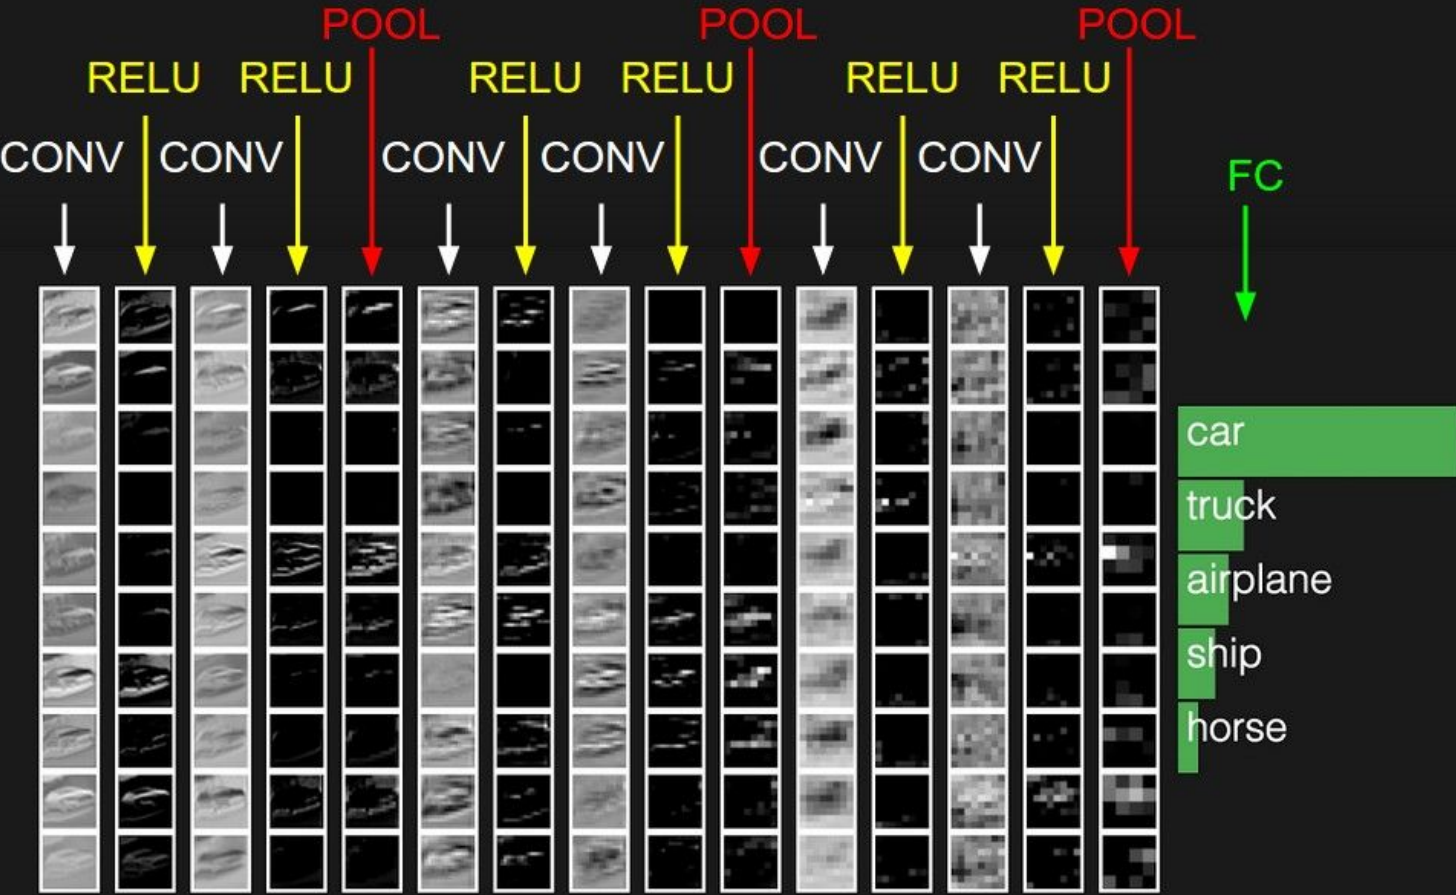 POOL POOL POOL
RELU RELU RELU RELU RELU RELU
CONV CONV CONV CONV CONV CONV
FC
car
truck
airplane
ship
horse